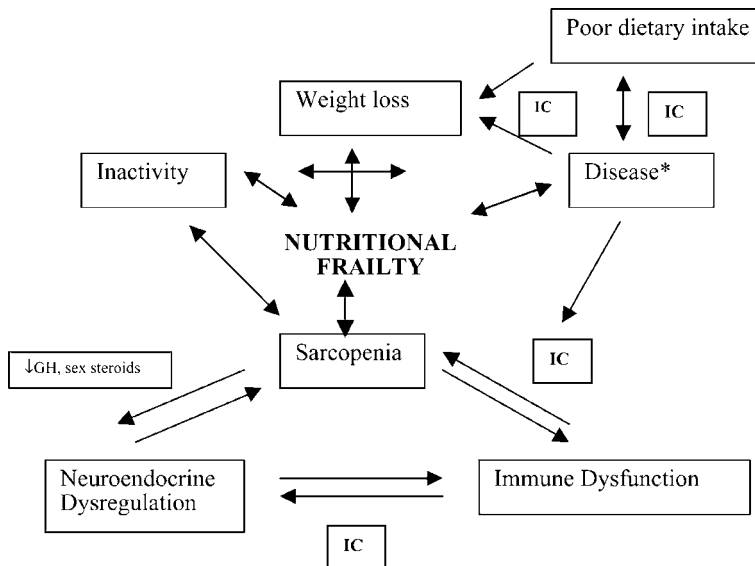 Poor dietary intake
Weight loss
IC
IC
Inactivity
Disease*
NUTRITIONAL
FRAILTY
Sarcopenia
IC
↓GH, sex steroids
Neuroendocrine
Dysregulation
Immune Dysfunction
IC